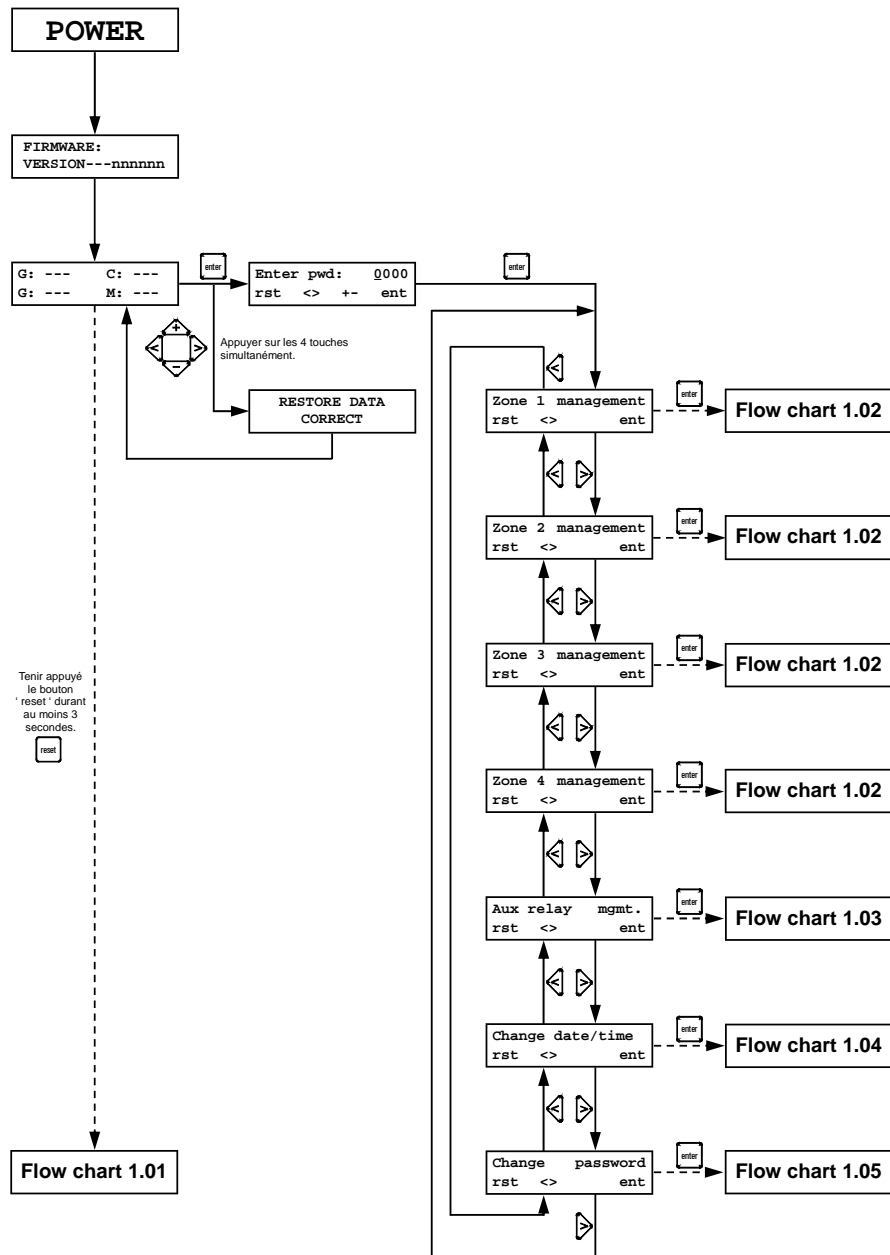 POWER
FIRMWARE:
VERSION---nnnnnn
G: --- C: ---
G: --- M: ---
enter
Enter pwd: 0000
rst <> +- ent
enter
+
< >
-
Appuyer sur les 4 touches
simultanément.
RESTORE DATA
CORRECT
<
Zone 1 management
rst <> ent
enter
Flow chart 1.02
< >
Zone 2 management
rst <> ent
enter
Flow chart 1.02
< >
Zone 3 management
rst <> ent
enter
Flow chart 1.02
< >
Zone 4 management
rst <> ent
enter
Flow chart 1.02
< >
Aux relay mgmt.
rst <> ent
enter
Flow chart 1.03
< >
Change date/time
rst <> ent
enter
Flow chart 1.04
< >
Change password
rst <> ent
enter
Flow chart 1.05
>
Tenir appuyé
le bouton
‘ reset ‘ durant
au moins 3
secondes.
reset
Flow chart 1.01